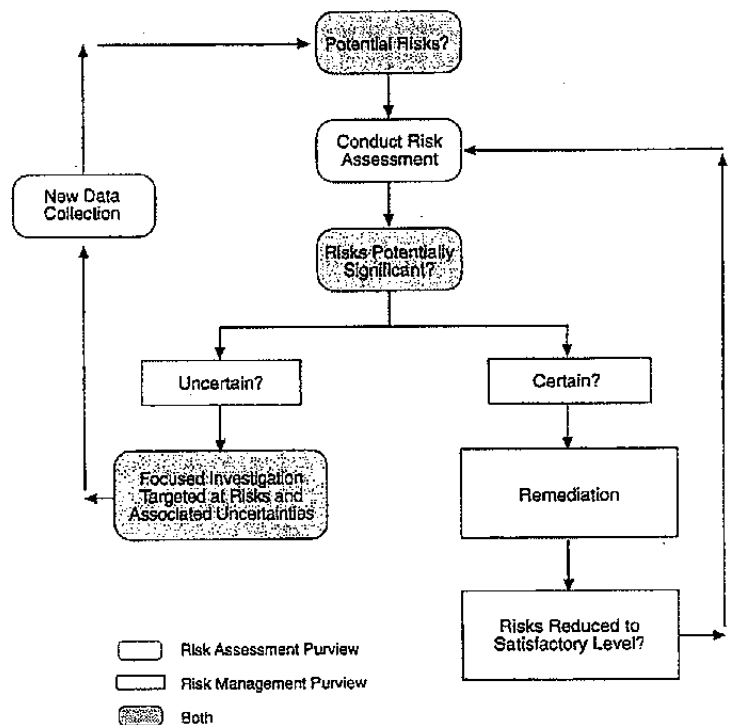 Potential Risks?
Conduct Risk
Assessment
New Data
Collection
Risks Potentially
Significant?
Uncertain?
Certain?
Focused Investigation
Targeted at Risks and
Associated Uncertainties
Remediation
Risks Reduced to
Satisfactory Level?
Risk Assessment Purview
Risk Management Purview
Both